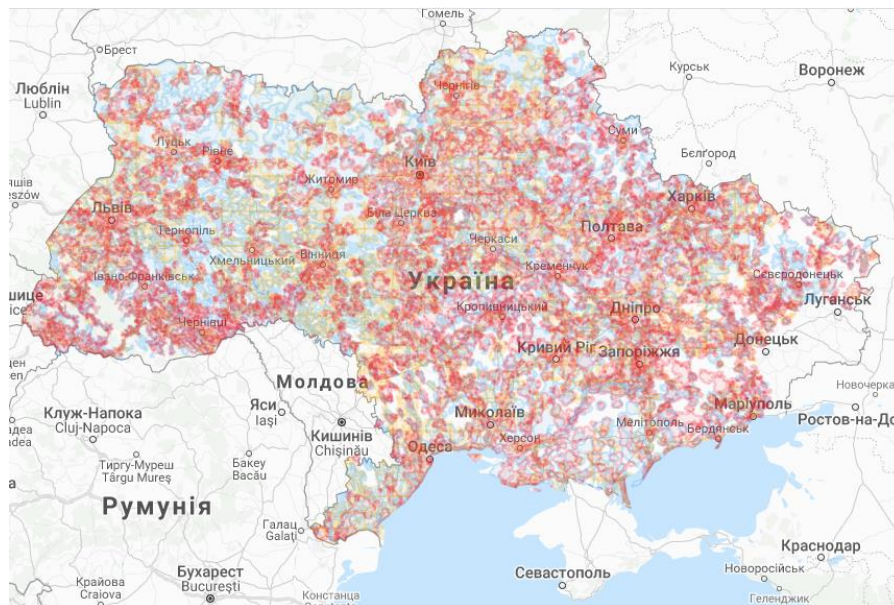 Гомель
Брест
Курськ
Воронеж
Люблін
Lublin
Чернігів
Суми
Луцьк
Рівне
Київ
Бєлгород
Житомир
Львів
Біла Церква
Харків
Полтава
Тернопіль
Хмельницький
Вінниця
Черкаси
Івано-Франківськ
Україна
Кременчук
Сєвєродонецьк
Кропивницький
Луганськ
Чернівці
Дніпро
Донецьк
Кривий Ріг
Запоріжжя
Молдова
Новочерка
Маріуполь
Клуж-Напока
Cluj-Napoca
Яси
Iași
Миколаїв
Мелітополь
Бердянськ
Ростов-на-До
Кишинів
Chișinău
Одеса
Херсон
Тиргу-Муреш
Târgu Mureș
Бакеу
Bacău
Румунія
Галац
Galați
Краснодар
Бухарест
București
Севастополь
Новоросійськ
Крайова
Craiova
Констанца
Геленджик